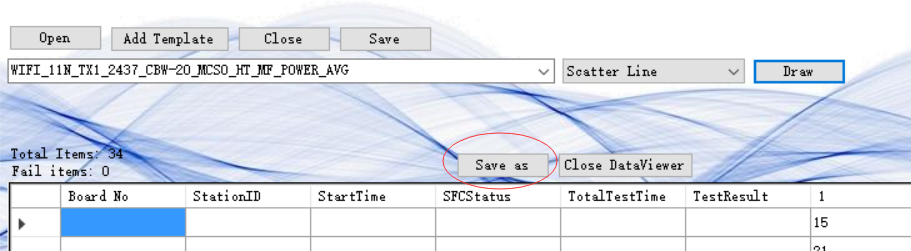 Open Add Template Close Save
WIFI_11N_TX1_2437_CBW-20_MCS0_HT_MF_POWER_AVG Scatter Line Draw
Total Items: 34
Fail items: 0
Save as Close DataViewer
Board No StationID StartTime SFCStatus TotalTestTime TestResult 1
15
21